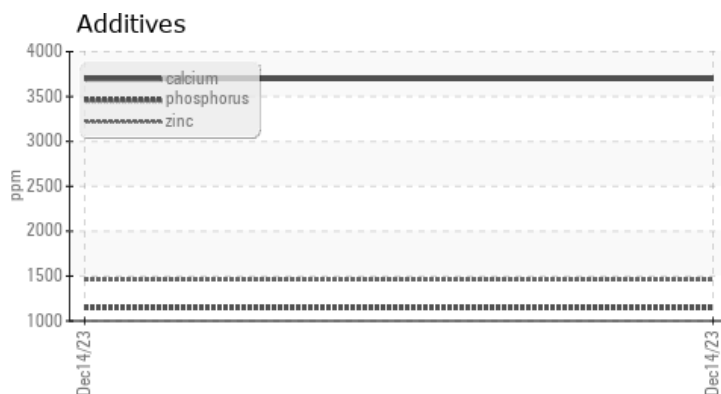 Additives
4000
3500
3000
2500
2000
1500
1000
ppm
calcium
phosphorus
zinc
Dec14/23
Dec14/23